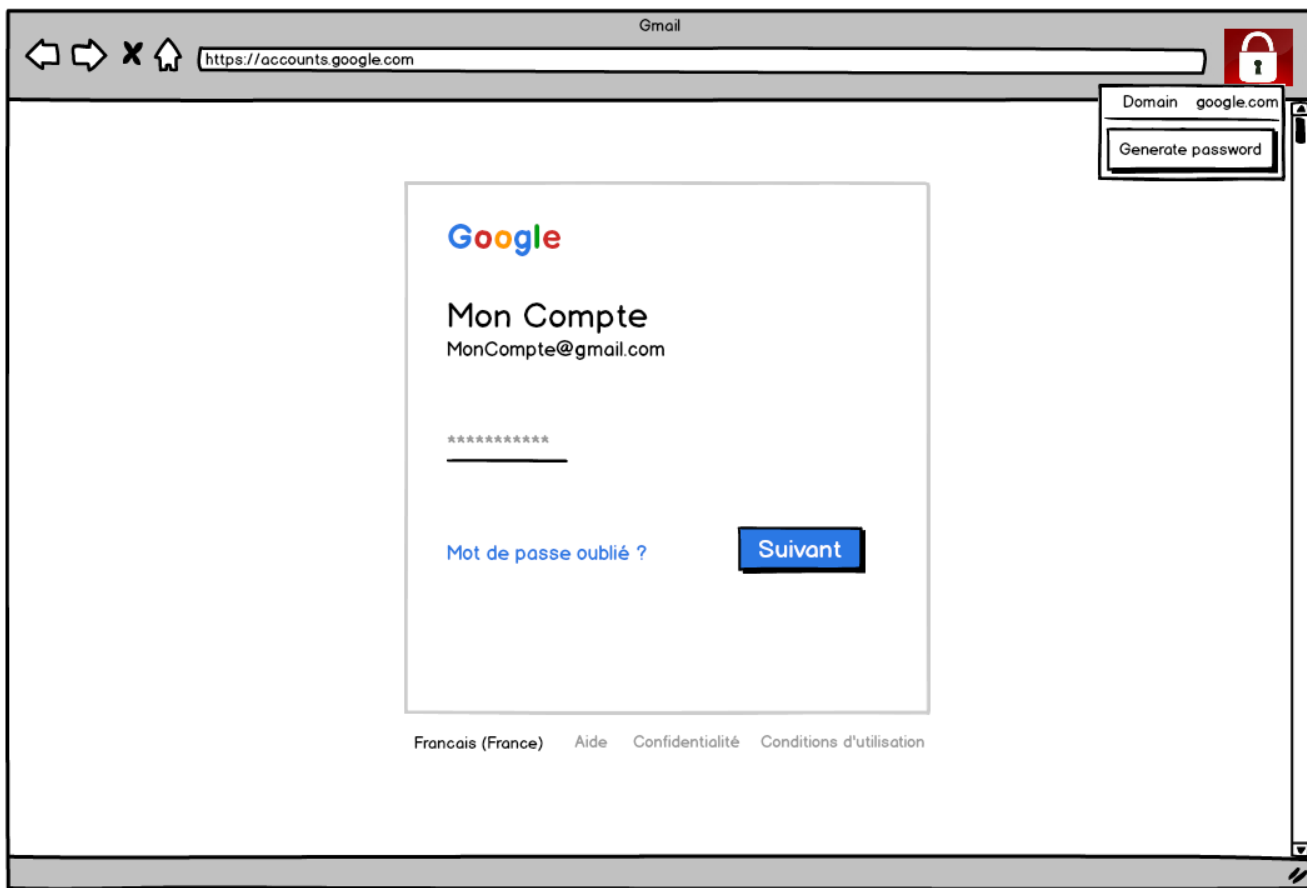 Gmail
https://accounts.google.com
Domain google.com
Generate password
Google
Mon Compte
MonCompte@gmail.com
***********
Mot de passe oublié ?
Suivant
Francais (France) Aide Confidentialité Conditions d'utilisation